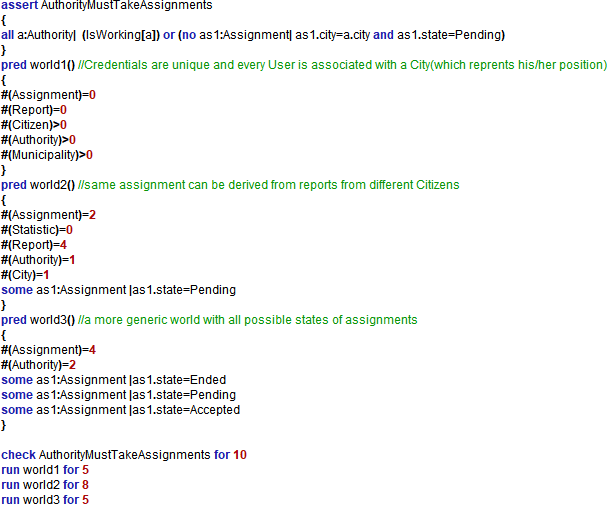 assert AuthorityMustTakeAssignments
{
all a:Authority| (IsWorking[a]) or (no as1:Assignment| as1.city=a.city and as1.state=Pending)
}
pred world1() //Credentials are unique and every User is associated with a City(which reprents his/her position)
{
#(Assignment)=0
#(Report)=0
#(Citizen)>0
#(Authority)>0
#(Municipality)>0
}
pred world2() //same assignment can be derived from reports from different Citizens
{
#(Assignment)=2
#(Statistic)=0
#(Report)=4
#(Authority)=1
#(City)=1
some as1:Assignment |as1.state=Pending
}
pred world3() //a more generic world with all possible states of assignments
{
#(Assignment)=4
#(Authority)=2
some as1:Assignment |as1.state=Ended
some as1:Assignment |as1.state=Pending
some as1:Assignment |as1.state=Accepted
}

check AuthorityMustTakeAssignments for 10
run world1 for 5
run world2 for 8
run world3 for 5